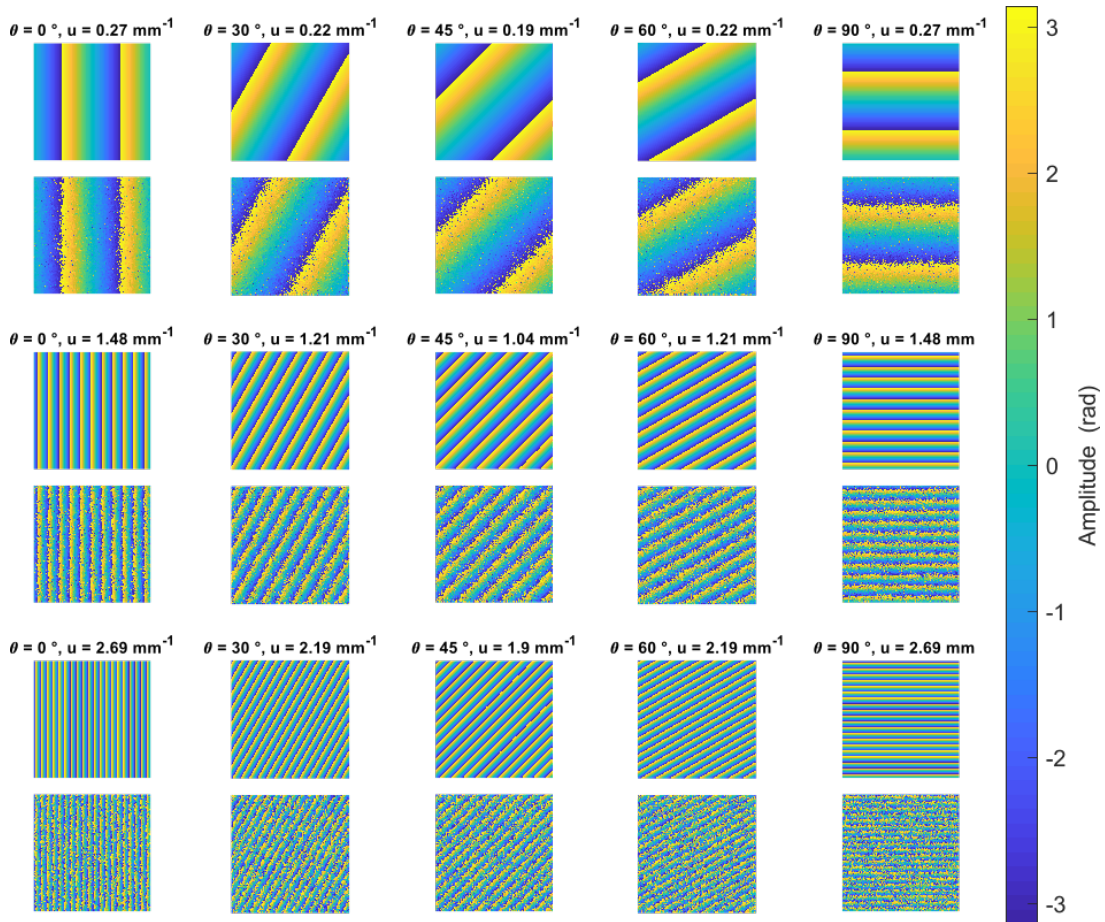 θ = 0 °, u = 0.27 mm⁻¹ θ = 30 °, u = 0.22 mm⁻¹ θ = 45 °, u = 0.19 mm⁻¹ θ = 60 °, u = 0.22 mm⁻¹ θ = 90 °, u = 0.27 mm⁻¹
θ = 0 °, u = 1.48 mm⁻¹ θ = 30 °, u = 1.21 mm⁻¹ θ = 45 °, u = 1.04 mm⁻¹ θ = 60 °, u = 1.21 mm⁻¹ θ = 90 °, u = 1.48 mm
θ = 0 °, u = 2.69 mm⁻¹ θ = 30 °, u = 2.19 mm⁻¹ θ = 45 °, u = 1.9 mm⁻¹ θ = 60 °, u = 2.19 mm⁻¹ θ = 90 °, u = 2.69 mm
3
2
1
0
-1
-2
-3
Amplitude (rad)